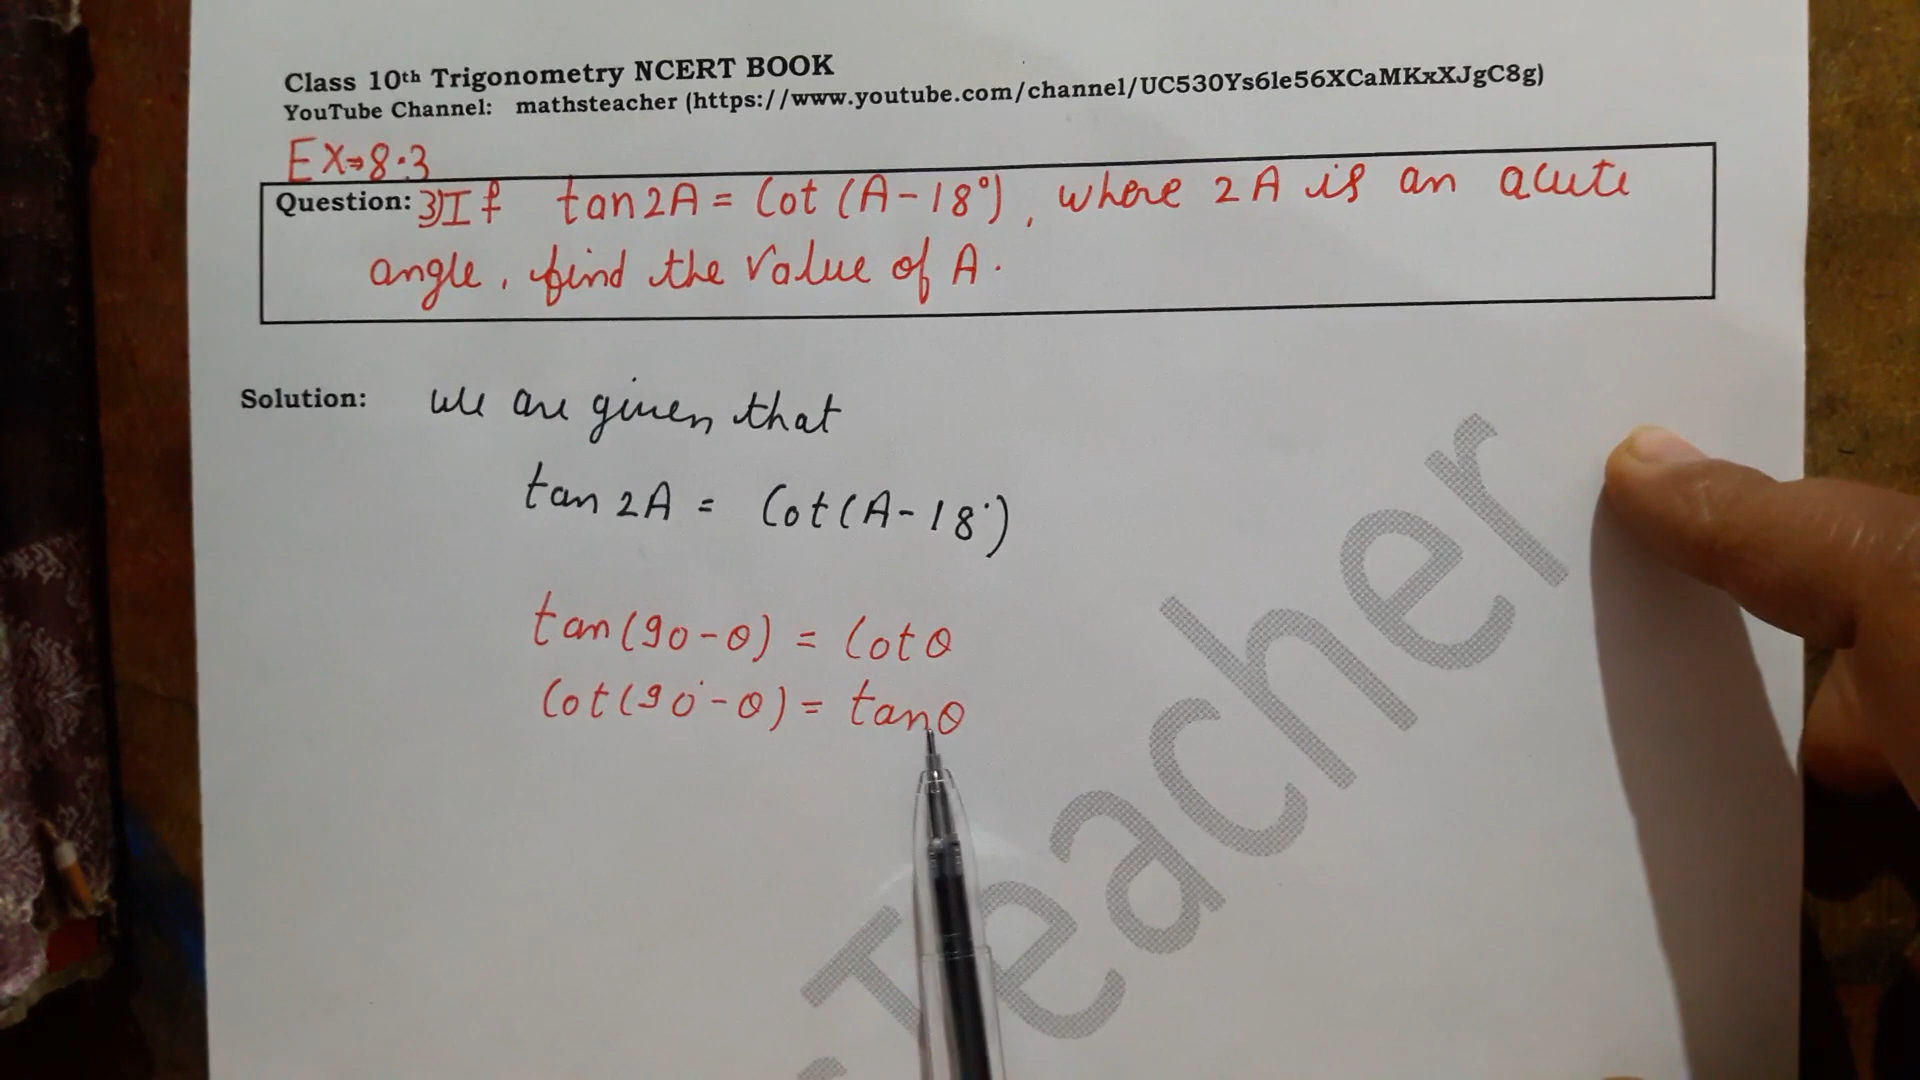 Class 10th Trigonometry NCERT BOOK
YouTube Channel: mathsteacher (https://www.youtube.com/channel/UC530Ys6le56XCaMKxXJgC8g)
EX⇒8.3
Question: 3) If tan2A = Cot (A-18°), where 2A is an acute
angle, find the value of A.
Solution: We are given that
tan 2A = Cot(A-18°)
tan(90-θ) = Cotθ
Cot(90°-θ) = tanθ
Teacher